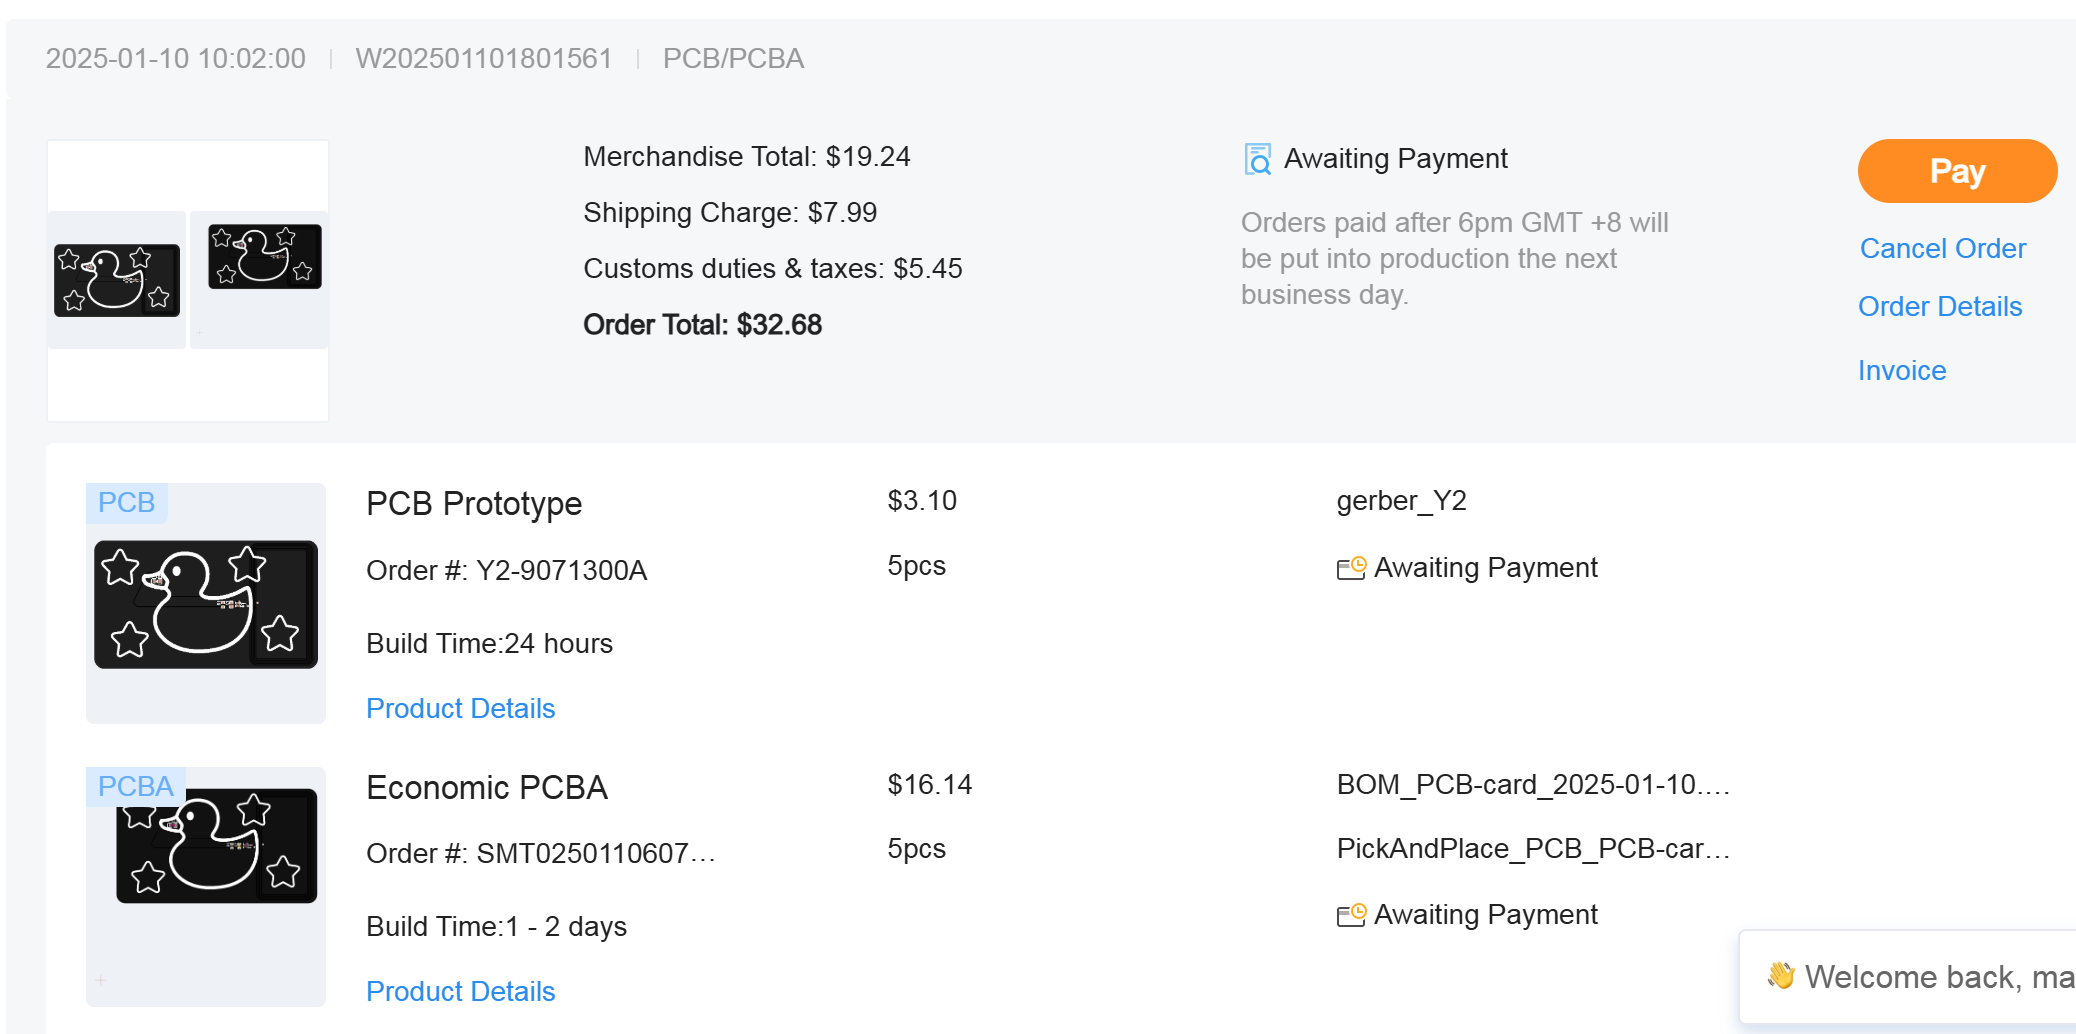 2025-01-10 10:02:00 | W202501101801561 | PCB/PCBA
Merchandise Total: $19.24
Shipping Charge: $7.99
Customs duties & taxes: $5.45
Order Total: $32.68
Awaiting Payment
Orders paid after 6pm GMT +8 will
be put into production the next
business day.
Pay
Cancel Order
Order Details
Invoice
PCB
PCB Prototype
$3.10
gerber_Y2
Order #: Y2-9071300A
5pcs
Awaiting Payment
Build Time:24 hours
Product Details
PCBA
Economic PCBA
$16.14
BOM_PCB-card_2025-01-10....
Order #: SMT0250110607...
5pcs
PickAndPlace_PCB_PCB-car...
Build Time:1 - 2 days
Awaiting Payment
Product Details
👋 Welcome back, ma